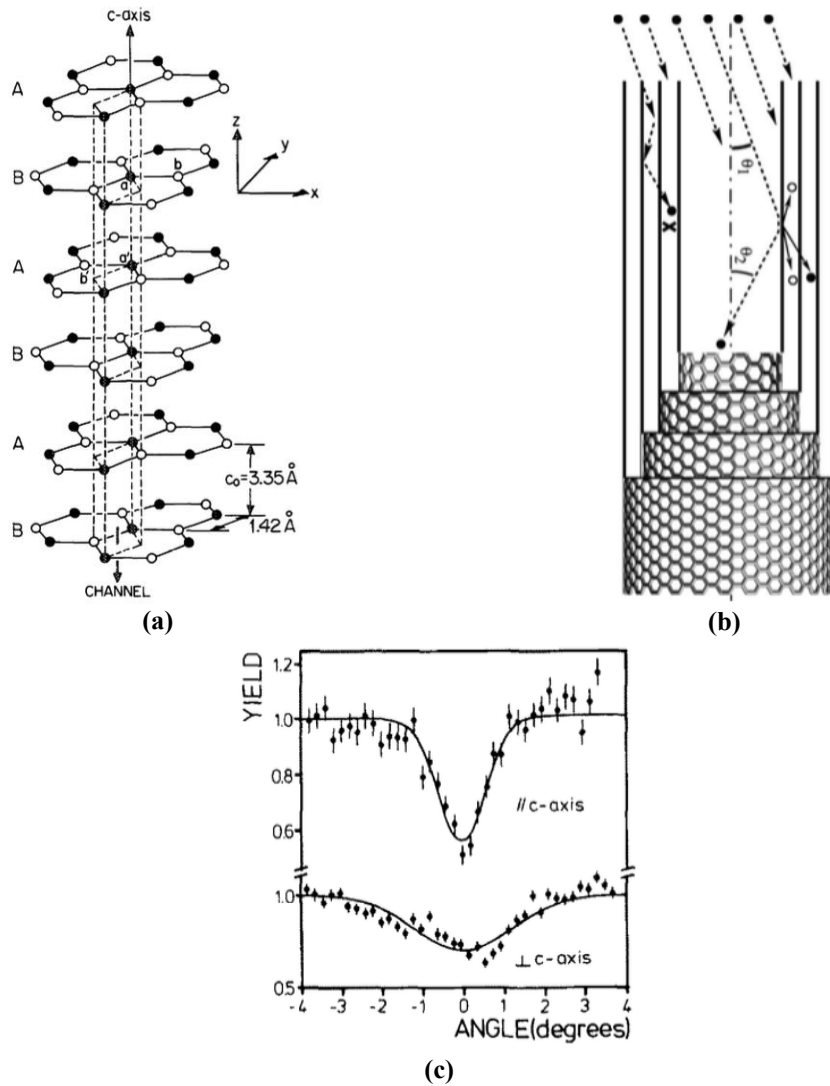 c-axis
A
B
A
B
A
B
z
y
x
b
a
a'
b'
c₀=3.35Å
1.42Å
CHANNEL
(a)
θ₁
θ₂
X
(b)
YIELD
1.2
1.0
0.8
0.6
// c-axis
1.0
0.5
⊥ c-axis
-4 -3 -2 -1 0 1 2 3 4
ANGLE(degrees)
(c)